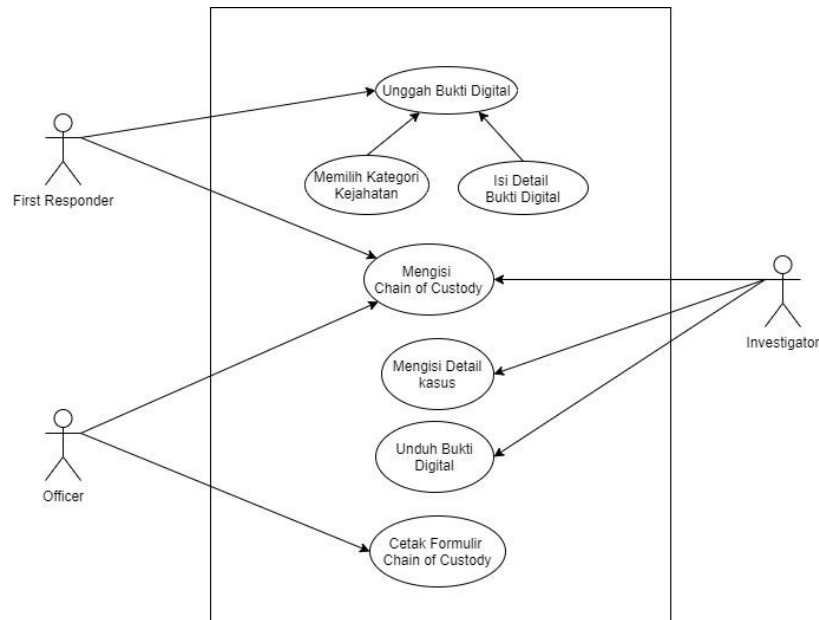 Unggah Bukti Digital
First Responder
Memilih Kategori
Kejahatan
Isi Detail
Bukti Digital
Mengisi
Chain of Custody
Investigator
Mengisi Detail
kasus
Unduh Bukti
Digital
Officer
Cetak Formulir
Chain of Custody